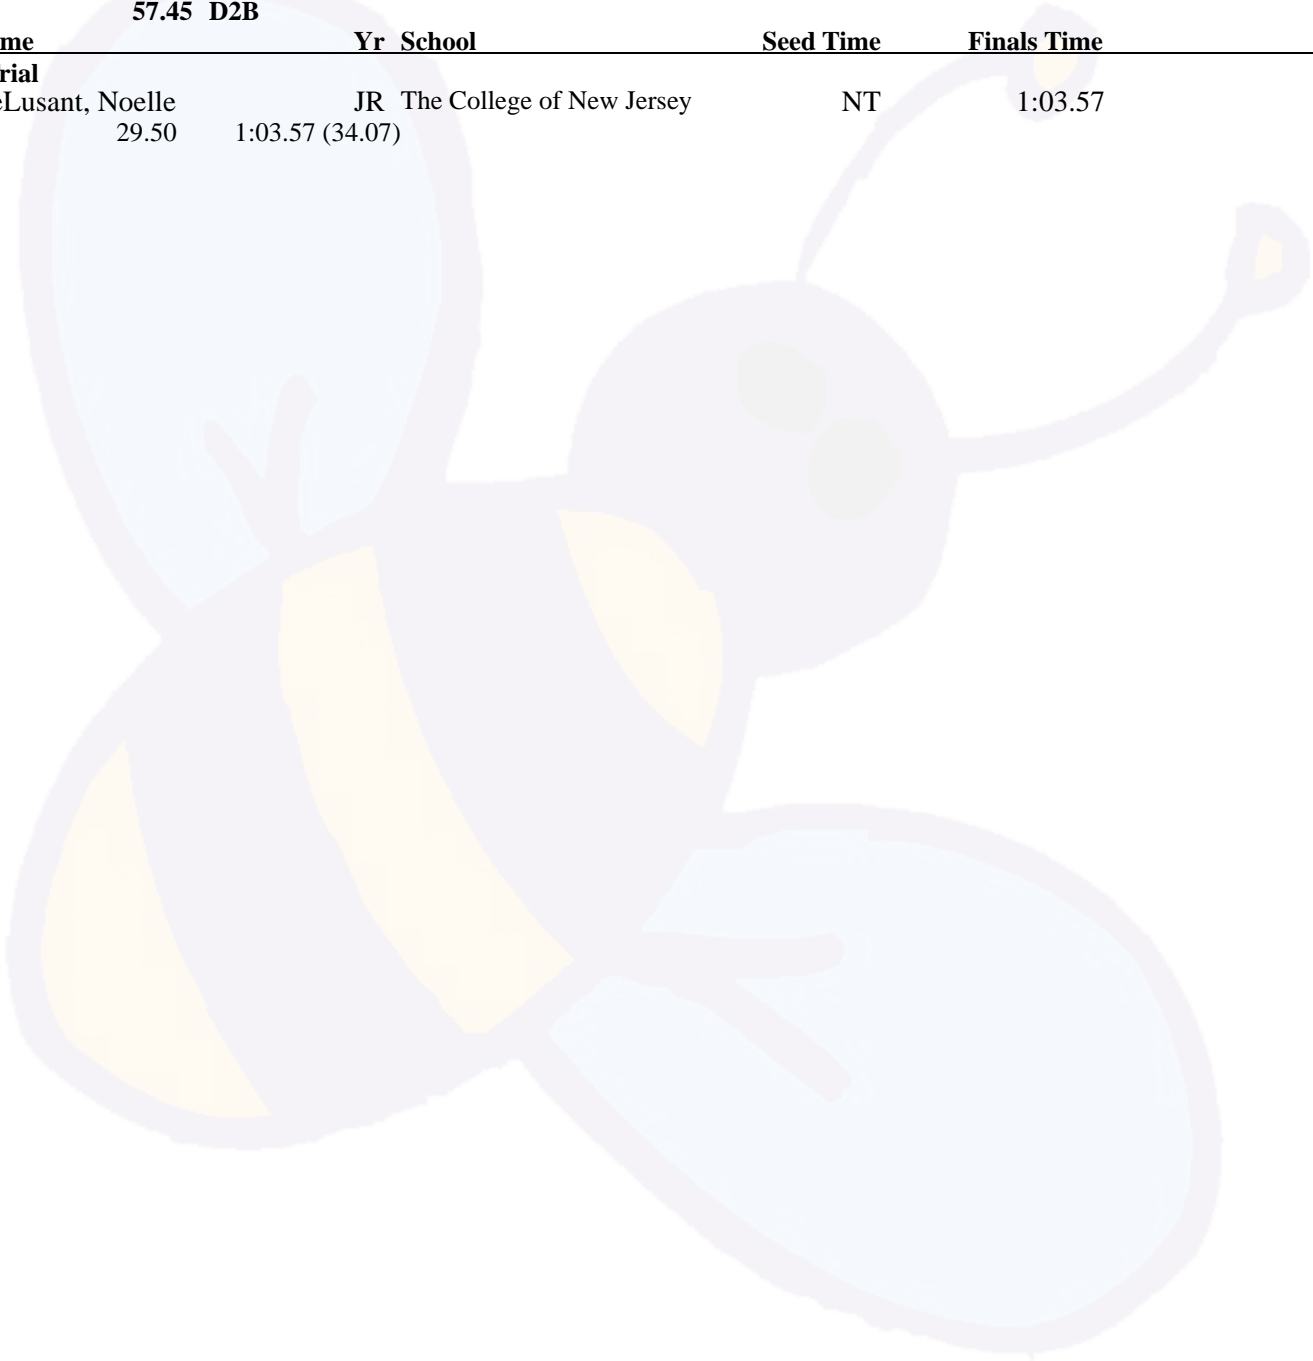 57.45 D2B
me Yr School Seed Time Finals Time
rial
eLusant, Noelle JR The College of New Jersey NT 1:03.57
29.50 1:03.57 (34.07)